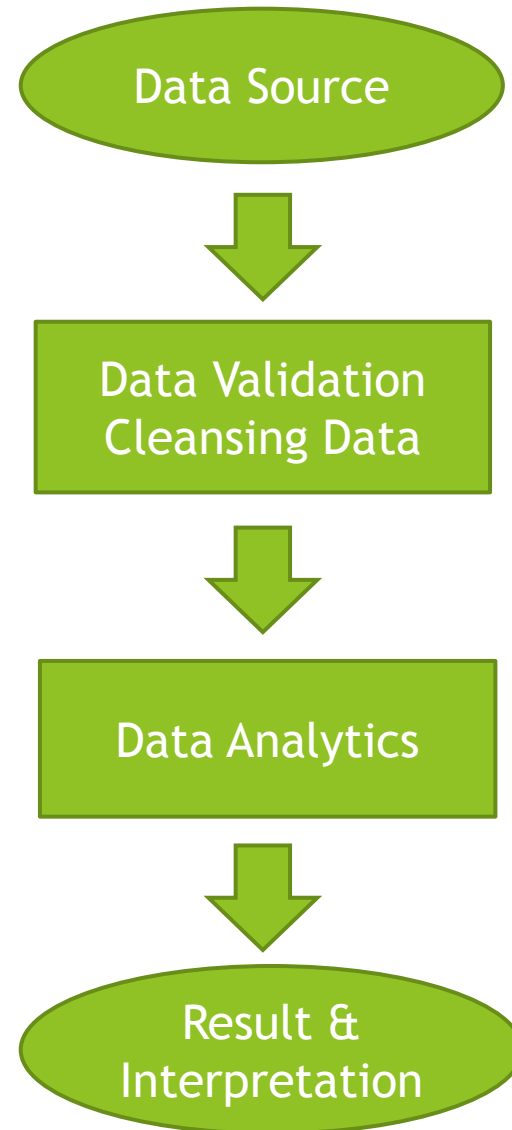 Data Source
Data Validation
Cleansing Data
Data Analytics
Result &
Interpretation